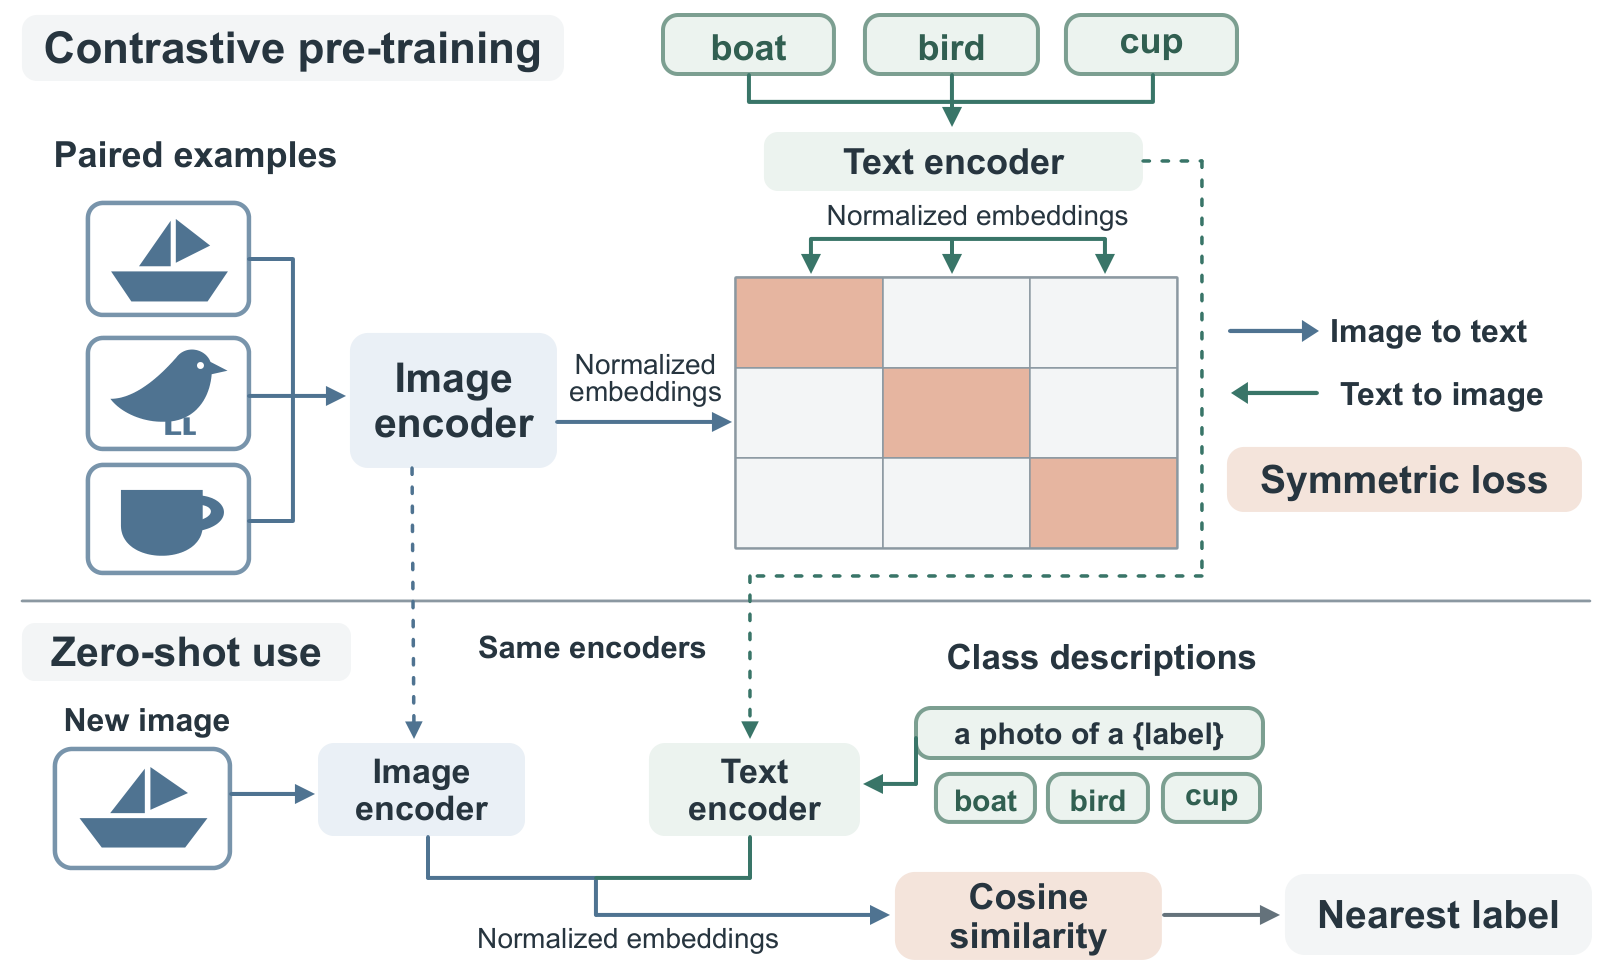 Contrastive pre-training
boat
bird
cup
Paired examples
Text encoder
Normalized embeddings
Image
encoder
Normalized
embeddings
Image to text
Text to image
Symmetric loss
Zero-shot use
Same encoders
Class descriptions
New image
a photo of a {label}
Image
encoder
Text
encoder
boat
bird
cup
Cosine
similarity
Nearest label
Normalized embeddings